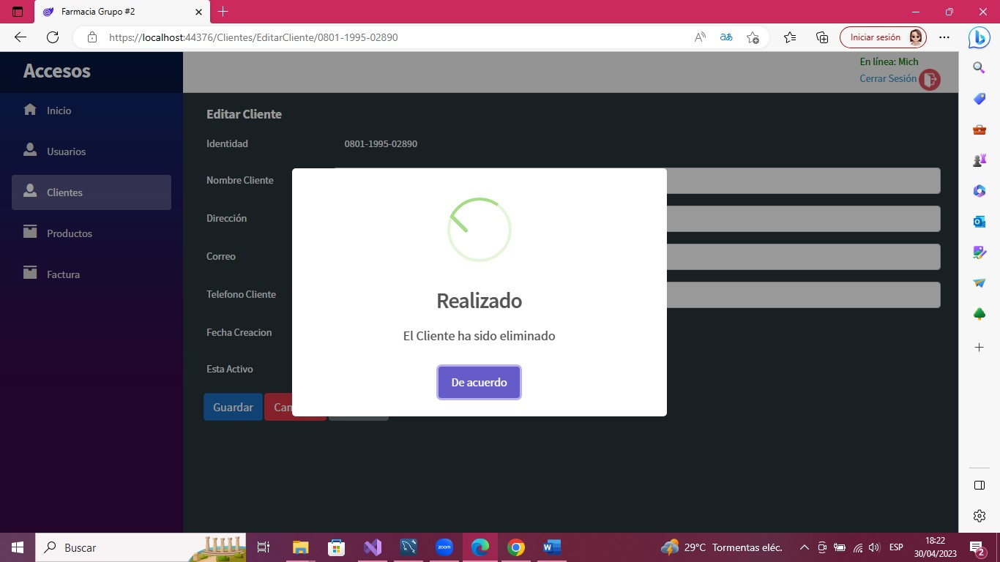 Farmacia Grupo #2
https://localhost:44376/Clientes/EditarCliente/0801-1995-02890
Iniciar sesión
Accesos
En línea: Mich
Cerrar Sesión
Inicio
Usuarios
Clientes
Productos
Factura
Editar Cliente
Identidad 0801-1995-02890
Nombre Cliente
Dirección
Correo
Telefono Cliente
Fecha Creacion
Esta Activo
Guardar
Can
Realizado
El Cliente ha sido eliminado
De acuerdo
Buscar
zoom
29°C Tormentas eléc.
ESP
18:22
30/04/2023
2